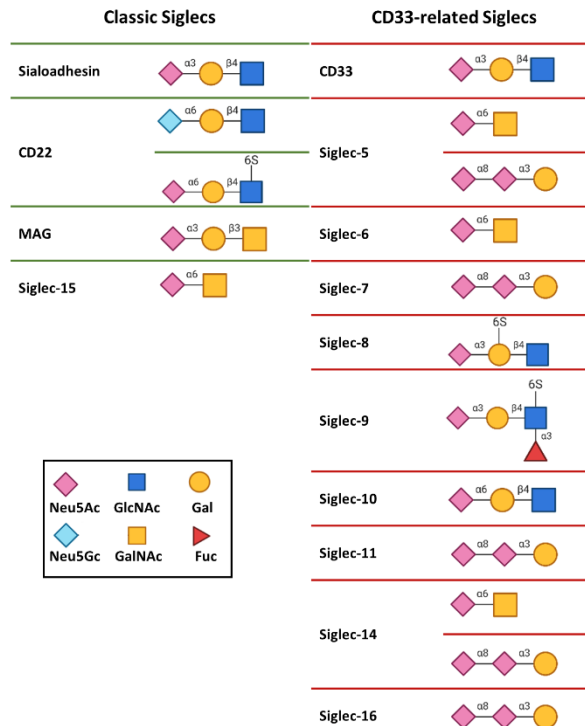 Classic Siglecs
Sialoadhesin
α3 β4
CD22
α6 β4
6S
α6 β4
MAG
α3 β3
Siglec-15
α6
Neu5Ac GlcNAc Gal
Neu5Gc GalNAc Fuc
CD33-related Siglecs
CD33
α3 β4
Siglec-5
α6
α8 α3
Siglec-6
α6
Siglec-7
α8 α3
Siglec-8
6S
α3 β4
Siglec-9
6S
α3 β4
α3
Siglec-10
α6 β4
Siglec-11
α8 α3
Siglec-14
α6
α8 α3
Siglec-16
α8 α3